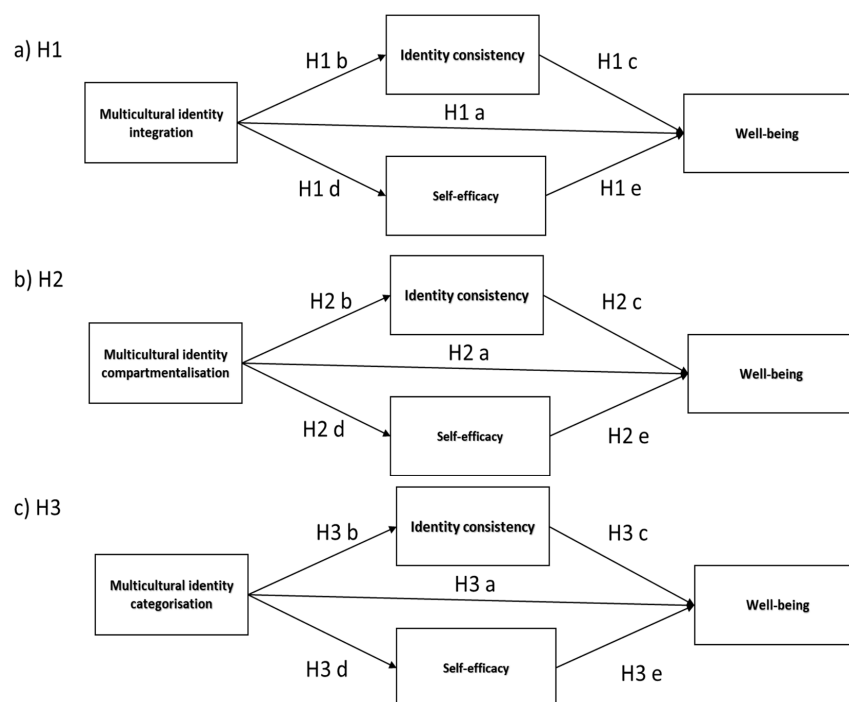 a) H1
H1 b
Identity consistency
H1 c
Multicultural identity
integration
H1 a
Well-being
H1 d
Self-efficacy
H1 e
b) H2
H2 b
Identity consistency
H2 c
Multicultural identity
compartmentalisation
H2 a
Well-being
H2 d
Self-efficacy
H2 e
c) H3
H3 b
Identity consistency
H3 c
Multicultural identity
categorisation
H3 a
Well-being
H3 d
Self-efficacy
H3 e